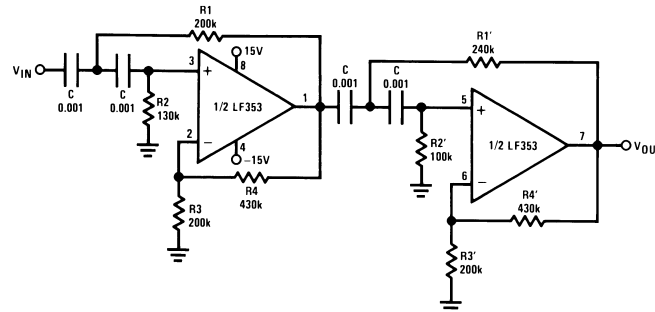 R1
200k
R1'
240k
15V
VIN
C
0.001
C
0.001
3
+
8
1/2 LF353
1
R2
130k
2
−
4
−15V
R4
430k
R3
200k
C
0.001
C
0.001
5
+
1/2 LF353
7
VOU
R2'
100k
6
−
R4'
430k
R3'
200k